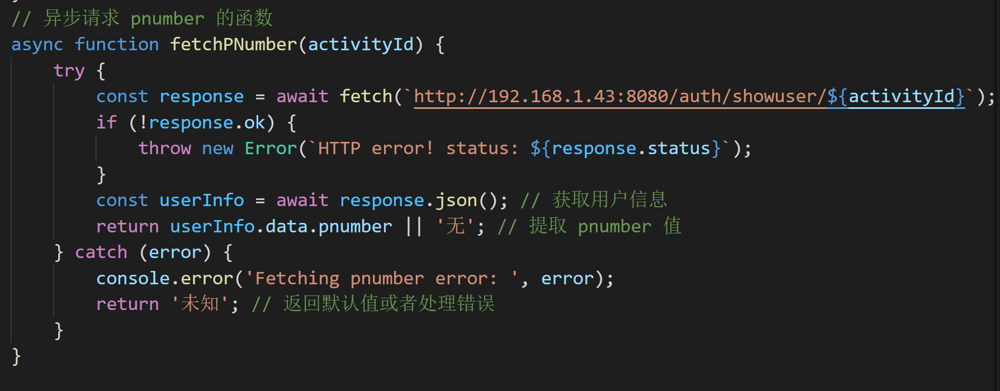 // 异步请求 pnumber 的函数
async function fetchPNumber(activityId) {
    try {
        const response = await fetch(`http://192.168.1.43:8080/auth/showuser/${activityId}`);
        if (!response.ok) {
            throw new Error(`HTTP error! status: ${response.status}`);
        }
        const userInfo = await response.json(); // 获取用户信息
        return userInfo.data.pnumber || '无'; // 提取 pnumber 值
    } catch (error) {
        console.error('Fetching pnumber error: ', error);
        return '未知'; // 返回默认值或者处理错误
    }
}